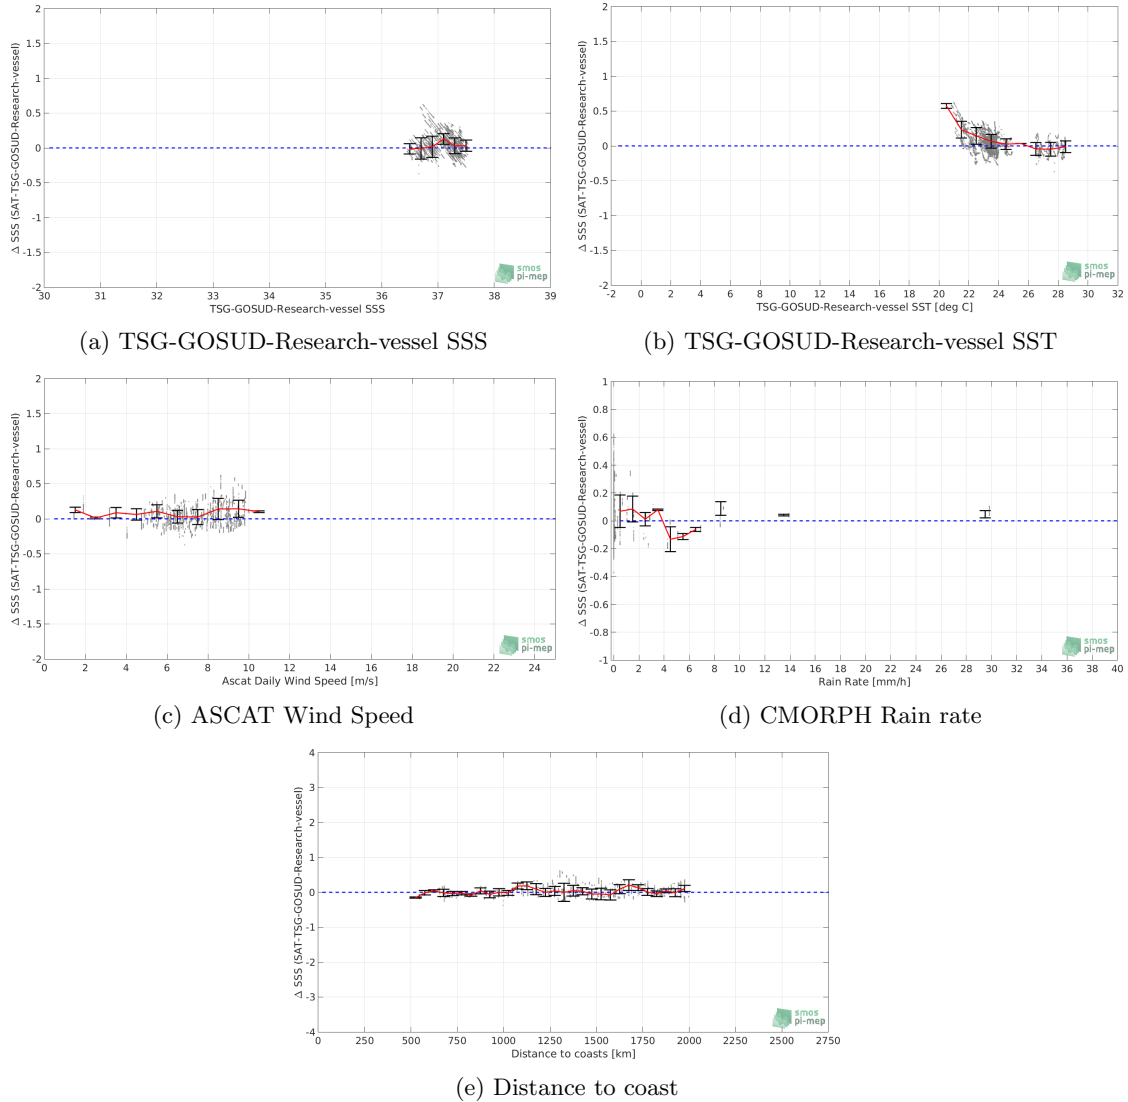 Δ SSS (SAT-TSG-GOSUD-Research-vessel)
2
1.5
1
0.5
0
-0.5
-1
-1.5
-2
30 31 32 33 34 35 36 37 38 39
TSG-GOSUD-Research-vessel SSS
smos
pi-mep
(a) TSG-GOSUD-Research-vessel SSS
Δ SSS (SAT-TSG-GOSUD-Research-vessel)
2
1.5
1
0.5
0
-0.5
-1
-1.5
-2
-2 0 2 4 6 8 10 12 14 16 18 20 22 24 26 28 30 32
TSG-GOSUD-Research-vessel SST [deg C]
smos
pi-mep
(b) TSG-GOSUD-Research-vessel SST
Δ SSS (SAT-TSG-GOSUD-Research-vessel)
2
1.5
1
0.5
0
-0.5
-1
-1.5
-2
0 2 4 6 8 10 12 14 16 18 20 22 24
Ascat Daily Wind Speed [m/s]
smos
pi-mep
(c) ASCAT Wind Speed
Δ SSS (SAT-TSG-GOSUD-Research-vessel)
1
0.8
0.6
0.4
0.2
0
-0.2
-0.4
-0.6
-0.8
-1
0 2 4 6 8 10 12 14 16 18 20 22 24 26 28 30 32 34 36 38 40
Rain Rate [mm/h]
smos
pi-mep
(d) CMORPH Rain rate
Δ SSS (SAT-TSG-GOSUD-Research-vessel)
4
3
2
1
0
-1
-2
-3
-4
0 250 500 750 1000 1250 1500 1750 2000 2250 2500 2750
Distance to coasts [km]
smos
pi-mep
(e) Distance to coast